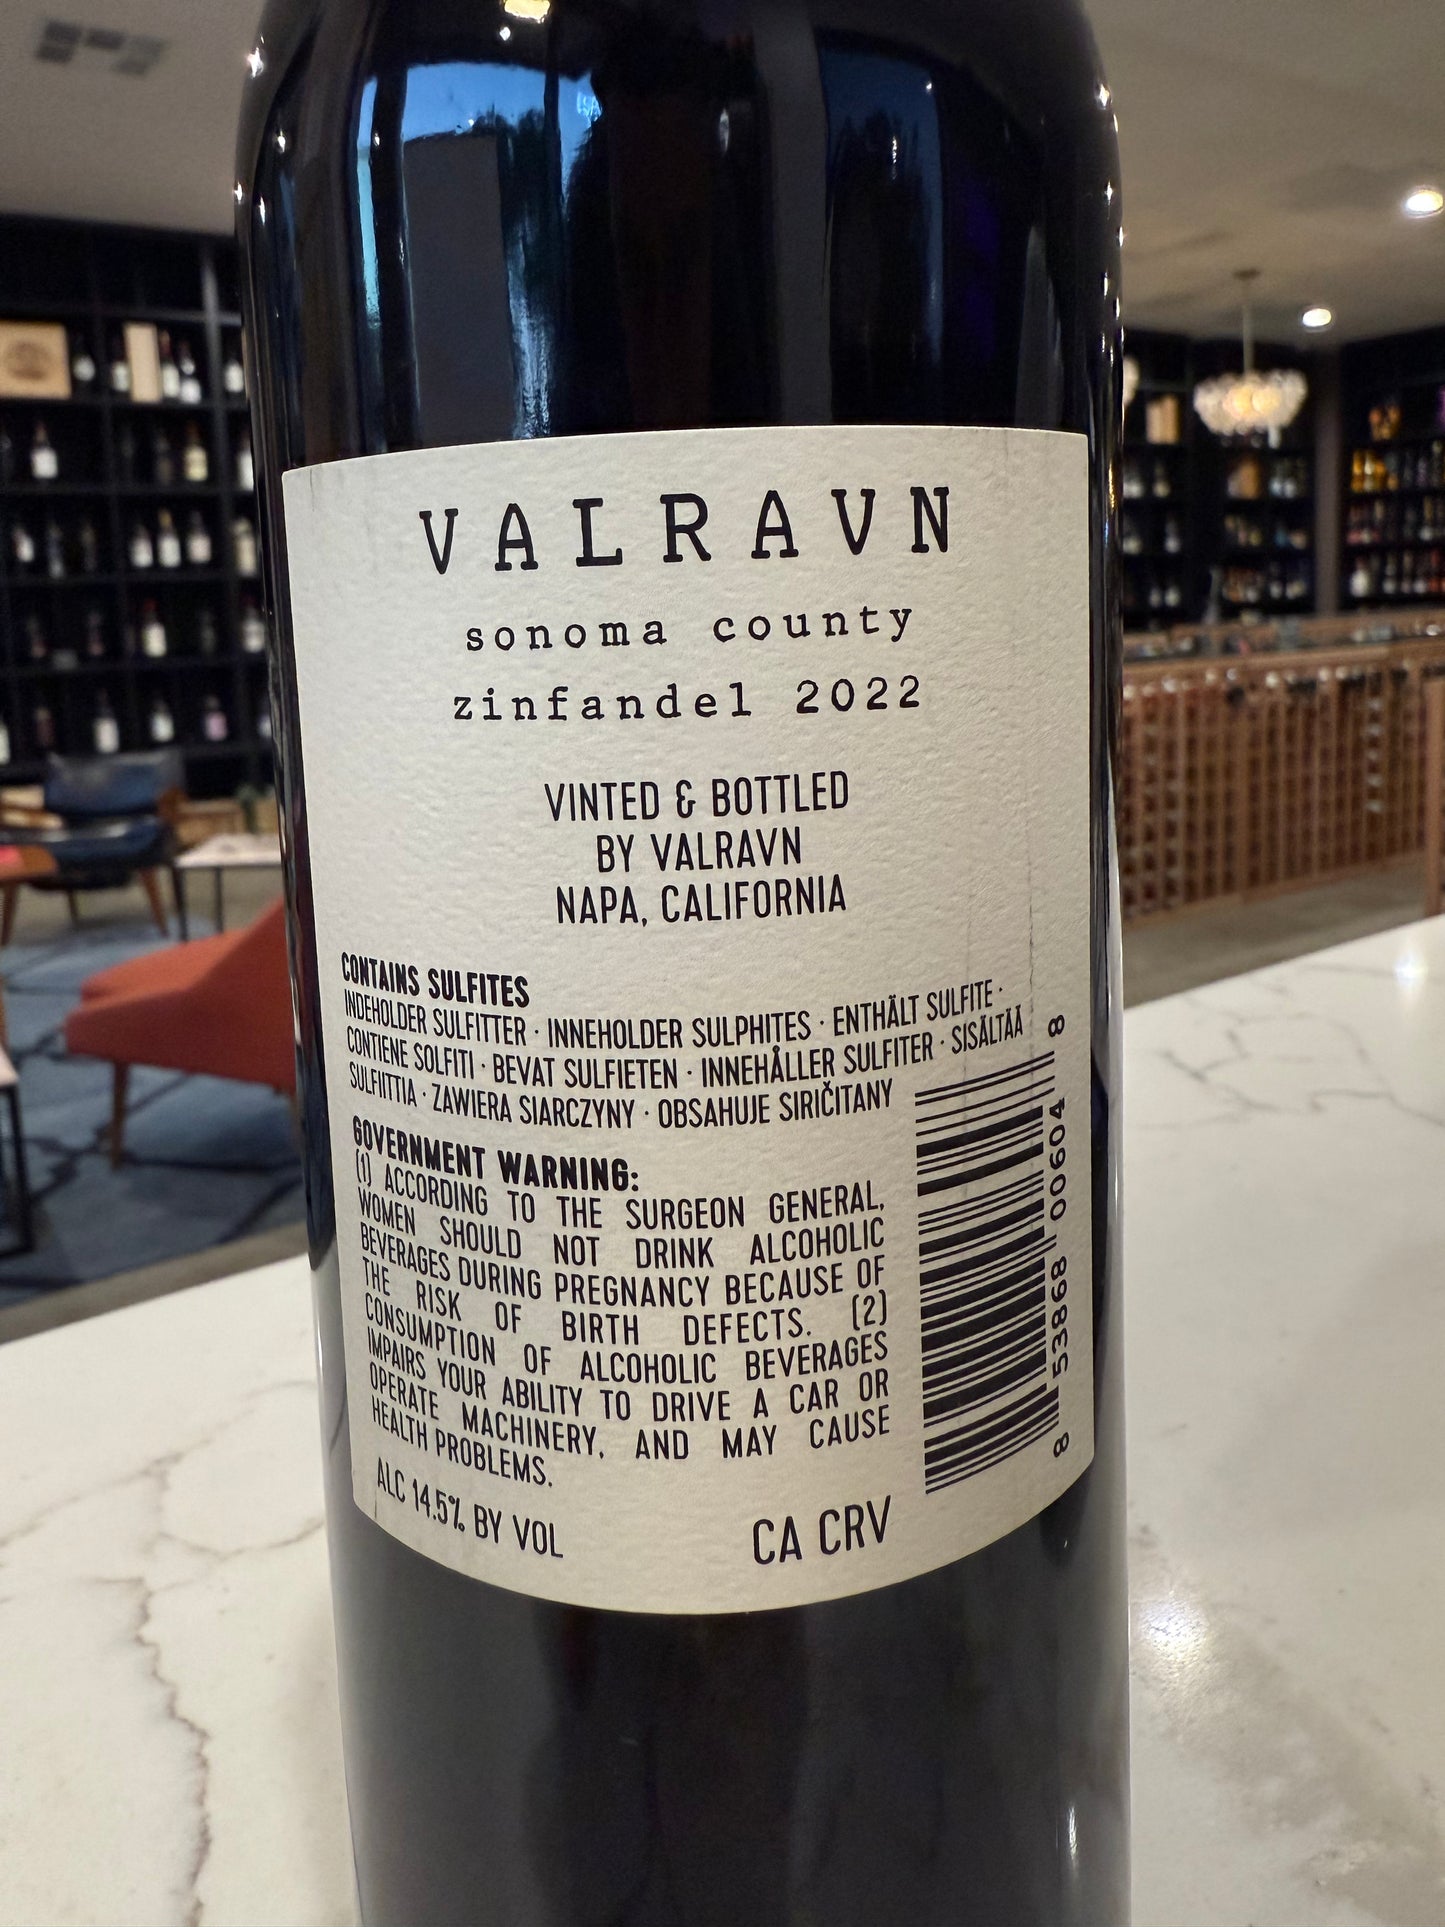 VALRAVN
sonoma county
zinfandel 2022
VINTED & BOTTLED
BY VALRAVN
NAPA, CALIFORNIA
CONTAINS SULFITES
INDEHOLDER SULFITTER · INNEHOLDER SULPHITES · ENTHÄLT SULFITE ·
CONTIENE SOLFITI · BEVAT SULFIETEN · INNEHÅLLER SULFITER · SISÄLTÄÄ
SULFIITTIA · ZAWIERA SIARCZYNY · OBSAHUJE SIRIČITANY
GOVERNMENT WARNING:
(1) ACCORDING TO THE SURGEON GENERAL,
WOMEN SHOULD NOT DRINK ALCOHOLIC
BEVERAGES DURING PREGNANCY BECAUSE OF
THE RISK OF BIRTH DEFECTS. (2)
CONSUMPTION OF ALCOHOLIC BEVERAGES
IMPAIRS YOUR ABILITY TO DRIVE A CAR OR
OPERATE MACHINERY, AND MAY CAUSE
HEALTH PROBLEMS.
ALC 14.5% BY VOL
CA CRV
8 53868 00604 8